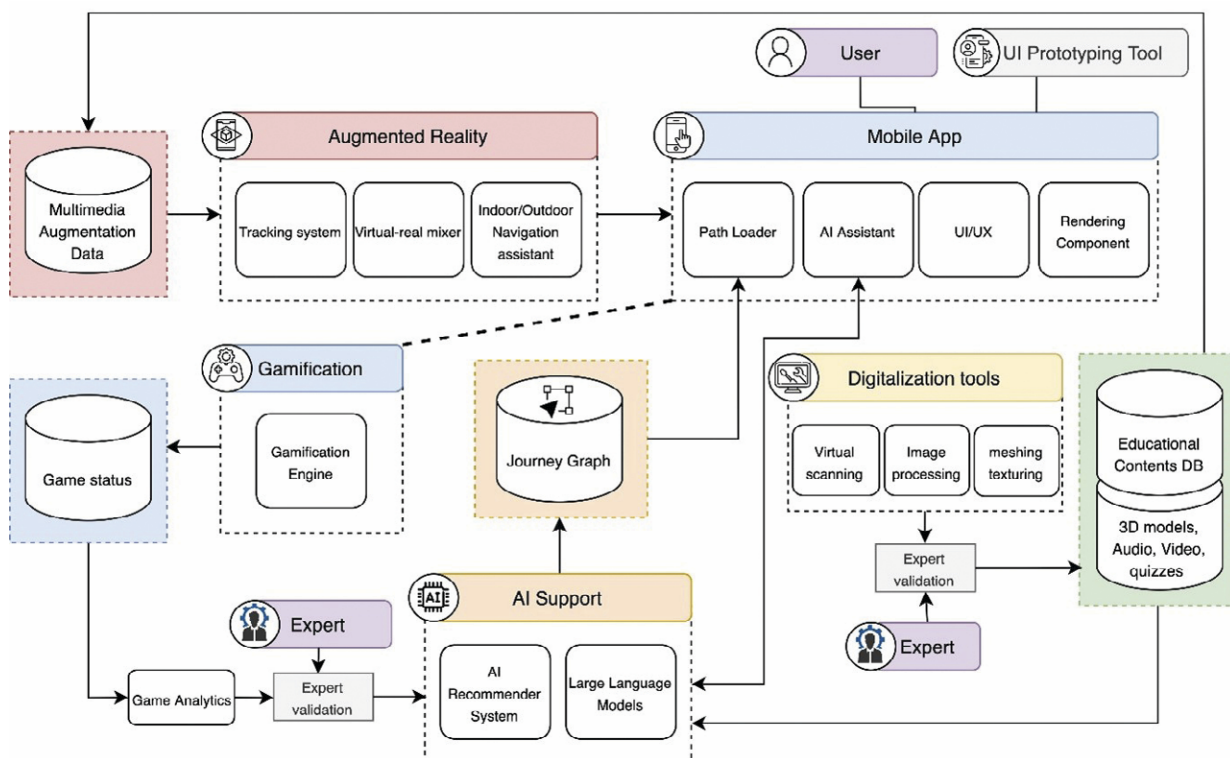 User
UI Prototyping Tool
Augmented Reality
Mobile App
Multimedia
Augmentation
Data
Tracking system
Virtual-real mixer
Indoor/Outdoor
Navigation
assistant
Path Loader
AI Assistant
UI/UX
Rendering
Component
Gamification
Gamification
Engine
Game status
Journey Graph
Digitalization tools
Virtual
scanning
Image
processing
meshing
texturing
Educational
Contents DB
3D models,
Audio, Video,
quizzes
Expert
validation
Expert
AI
AI Support
AI
Recommender
System
Large Language
Models
Expert
Game Analytics
Expert
validation